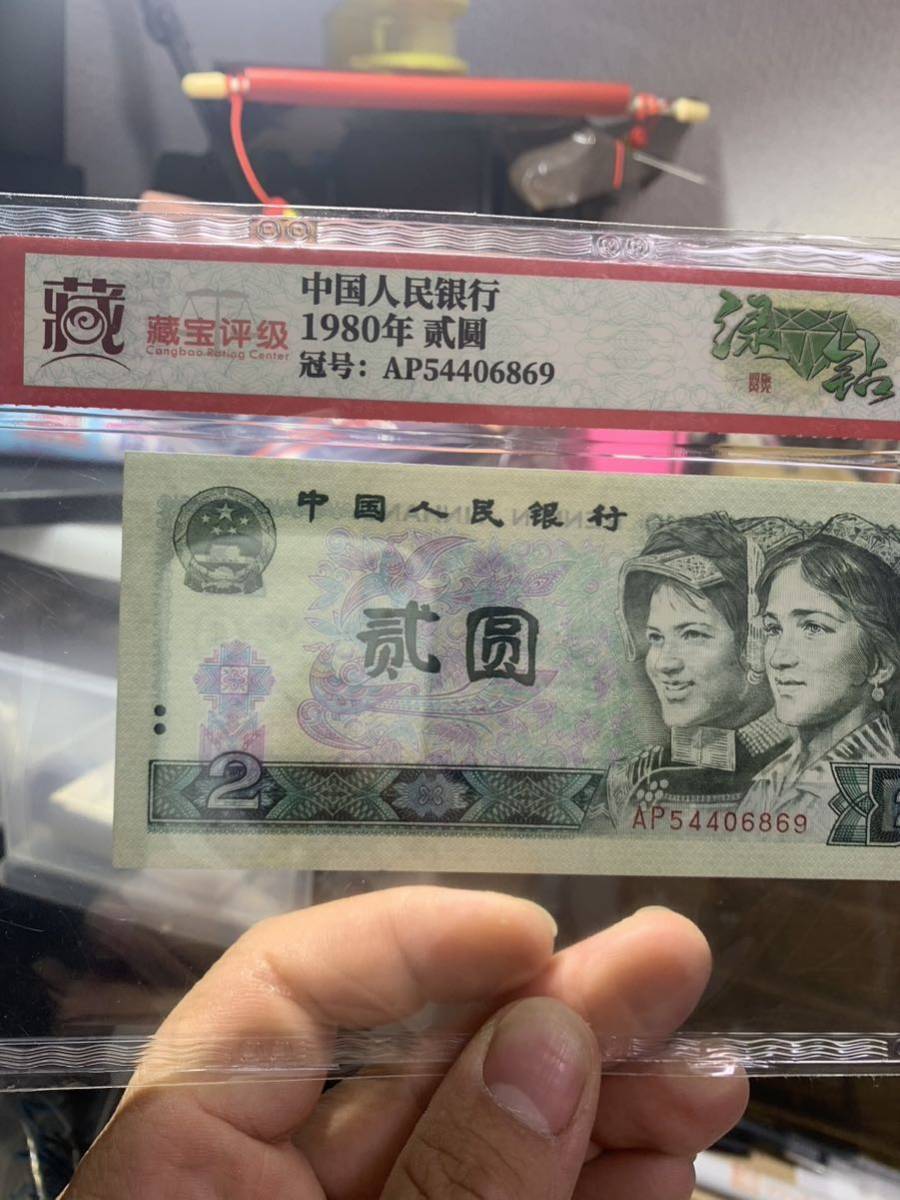 藏
藏宝评级
Cangbao Rating Center
中国人民银行
1980年 贰圆
冠号：AP54406869
绿钻
中国人民银行
贰圆
2
AP54406869